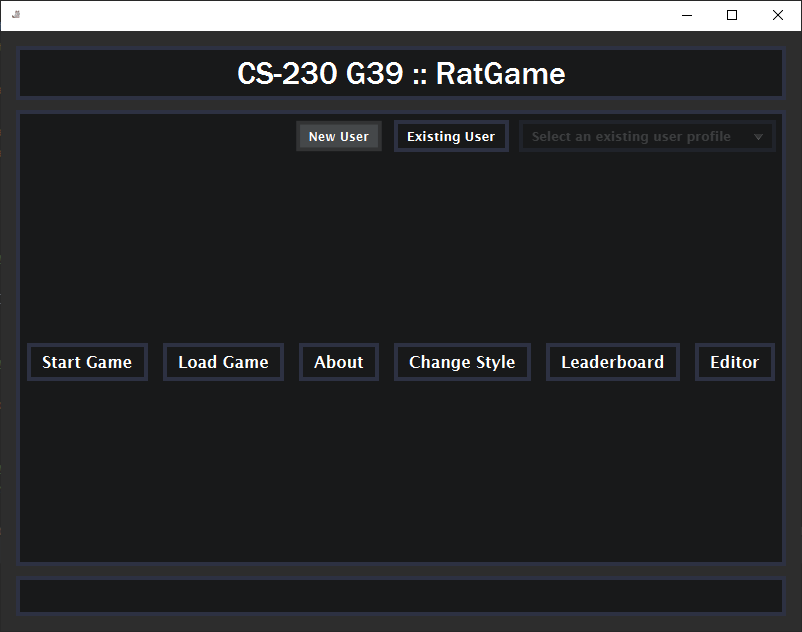 CS-230 G39 :: RatGame
New User Existing User Select an existing user profile
Start Game Load Game About Change Style Leaderboard Editor